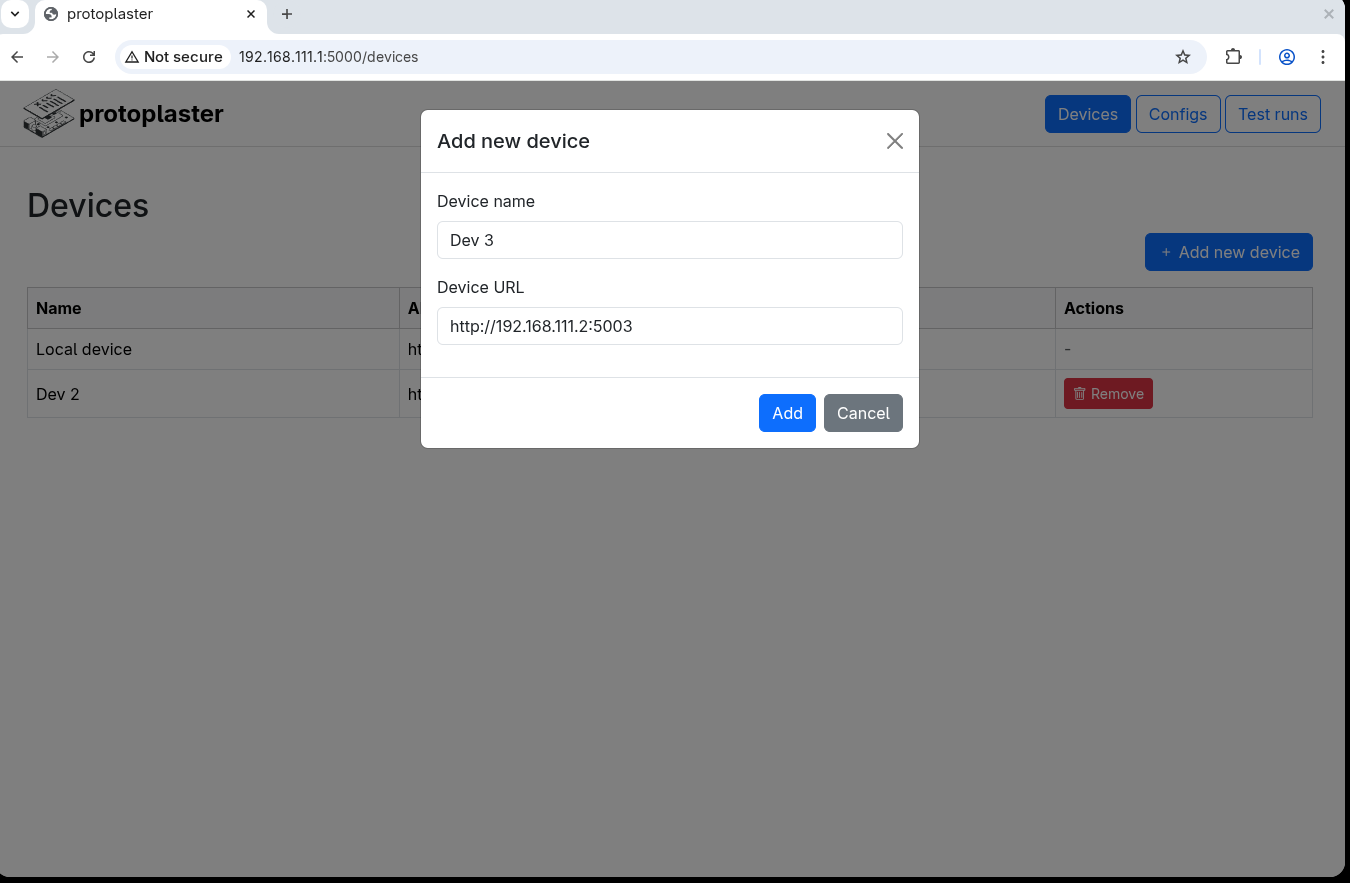 protoplaster
Not secure 192.168.111.1:5000/devices
protoplaster
Devices Configs Test runs
Add new device
Devices
Device name
Dev 3
+ Add new device
Device URL
http://192.168.111.2:5003
Name Actions
Local device -
Dev 2 Remove
Add Cancel